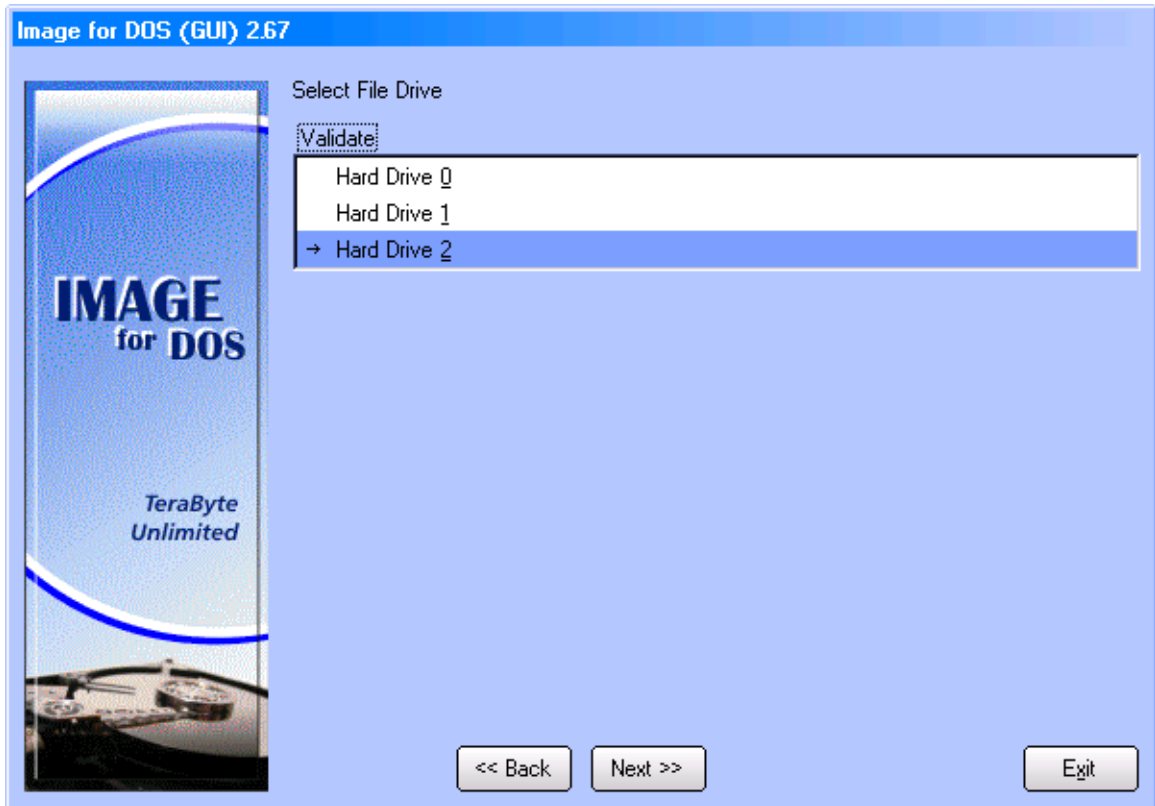 Image for DOS (GUI) 2.67
Select File Drive
Validate
Hard Drive 0
Hard Drive 1
→ Hard Drive 2
IMAGE
for DOS
TeraByte
Unlimited
<< Back
Next >>
Exit